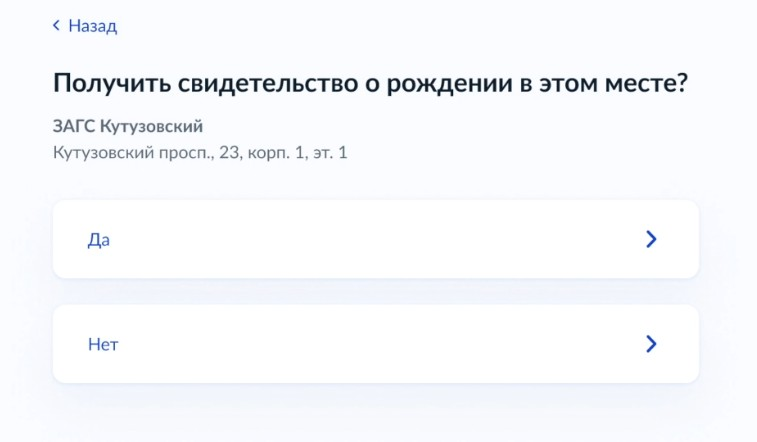 Назад
Получить свидетельство о рождении в этом месте?
ЗАГС Кутузовский
Кутузовский просп., 23, корп. 1, эт. 1
Да
Нет